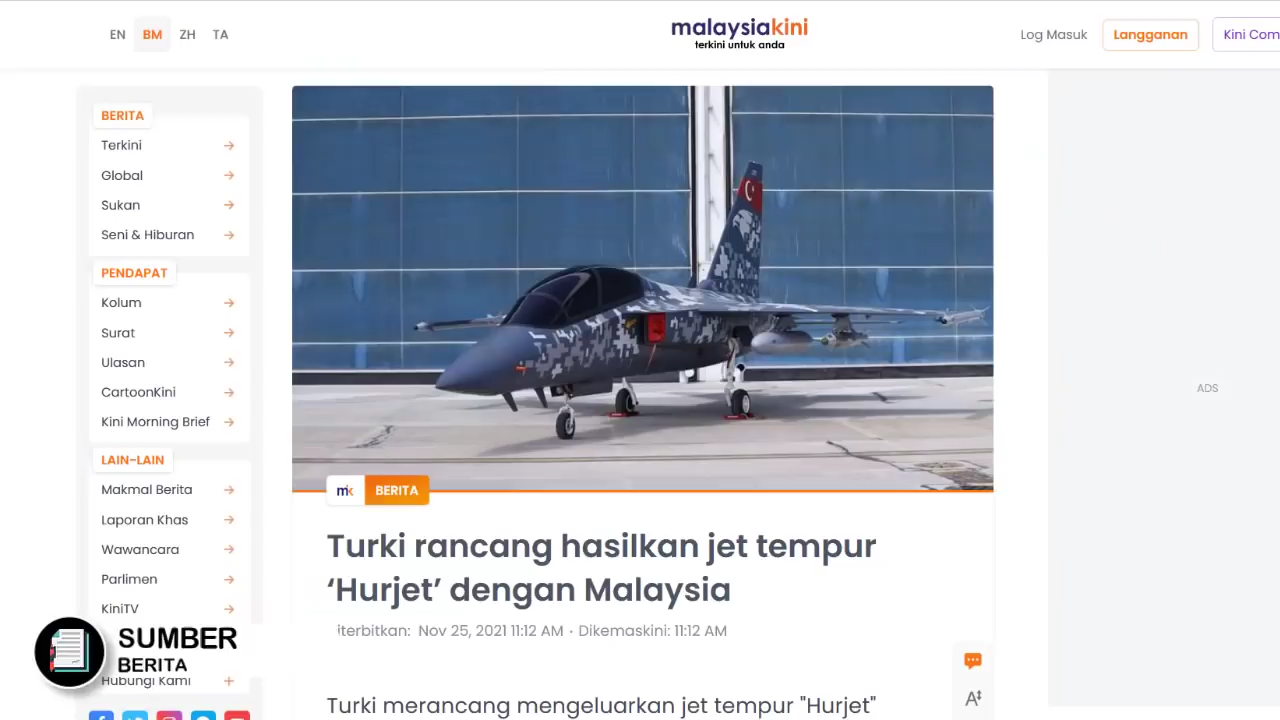 EN BM ZH TA
malaysiakini
terkini untuk anda
Log Masuk Langganan Kini Com
BERITA
Terkini
Global
Sukan
Seni & Hiburan
PENDAPAT
Kolum
Surat
Ulasan
CartoonKini
Kini Morning Brief
LAIN-LAIN
Makmal Berita
Laporan Khas
Wawancara
Parlimen
KiniTV
SUMBER
BERITA
Hubungi Kami
mk BERITA
Turki rancang hasilkan jet tempur
‘Hurjet’ dengan Malaysia
iterbitkan: Nov 25, 2021 11:12 AM · Dikemaskini: 11:12 AM
Turki merancang mengeluarkan jet tempur "Hurjet"
ADS